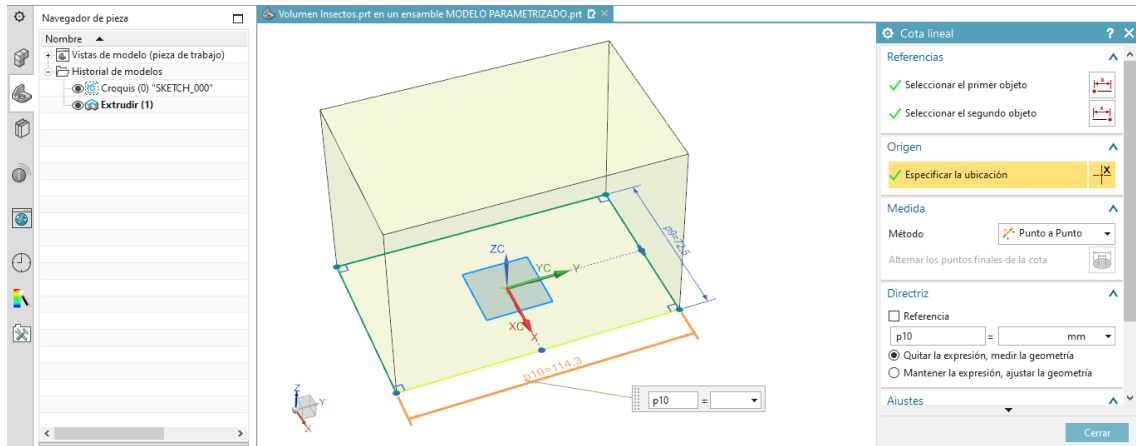 Navegador de pieza
Nombre
Vistas de modelo (pieza de trabajo)
Historial de modelos
Croquis (0) "SKETCH_000"
Extrudir (1)
Volumen Insectos.prt en un ensamble MODELO PARAMETRIZADO.prt
ZC
YC
Y
XC
X
p9=72,5
p10=114,3
p10 =
Z
Y
X
Cota lineal
Referencias
Seleccionar el primer objeto
Seleccionar el segundo objeto
Origen
Especificar la ubicación
Medida
Método
Punto a Punto
Alternar los puntos finales de la cota
Directriz
Referencia
p10 = mm
Quitar la expresión, medir la geometría
Mantener la expresión, ajustar la geometría
Ajustes
Cerrar